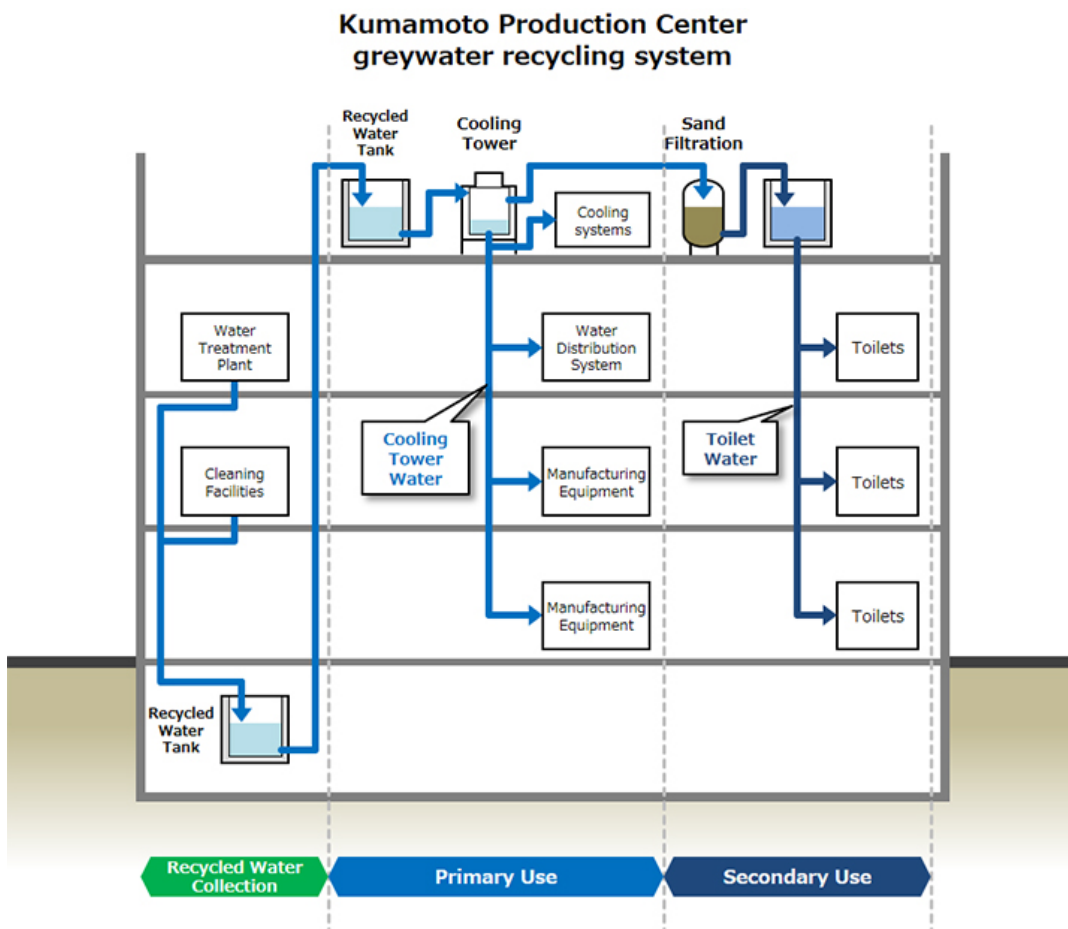 Kumamoto Production Center
greywater recycling system
Recycled
Water
Tank
Cooling
Tower
Sand
Filtration
Cooling
systems
Water
Treatment
Plant
Water
Distribution
System
Toilets
Cooling
Tower
Water
Toilet
Water
Cleaning
Facilities
Manufacturing
Equipment
Toilets
Manufacturing
Equipment
Toilets
Recycled
Water
Tank
Recycled Water
Collection
Primary Use
Secondary Use